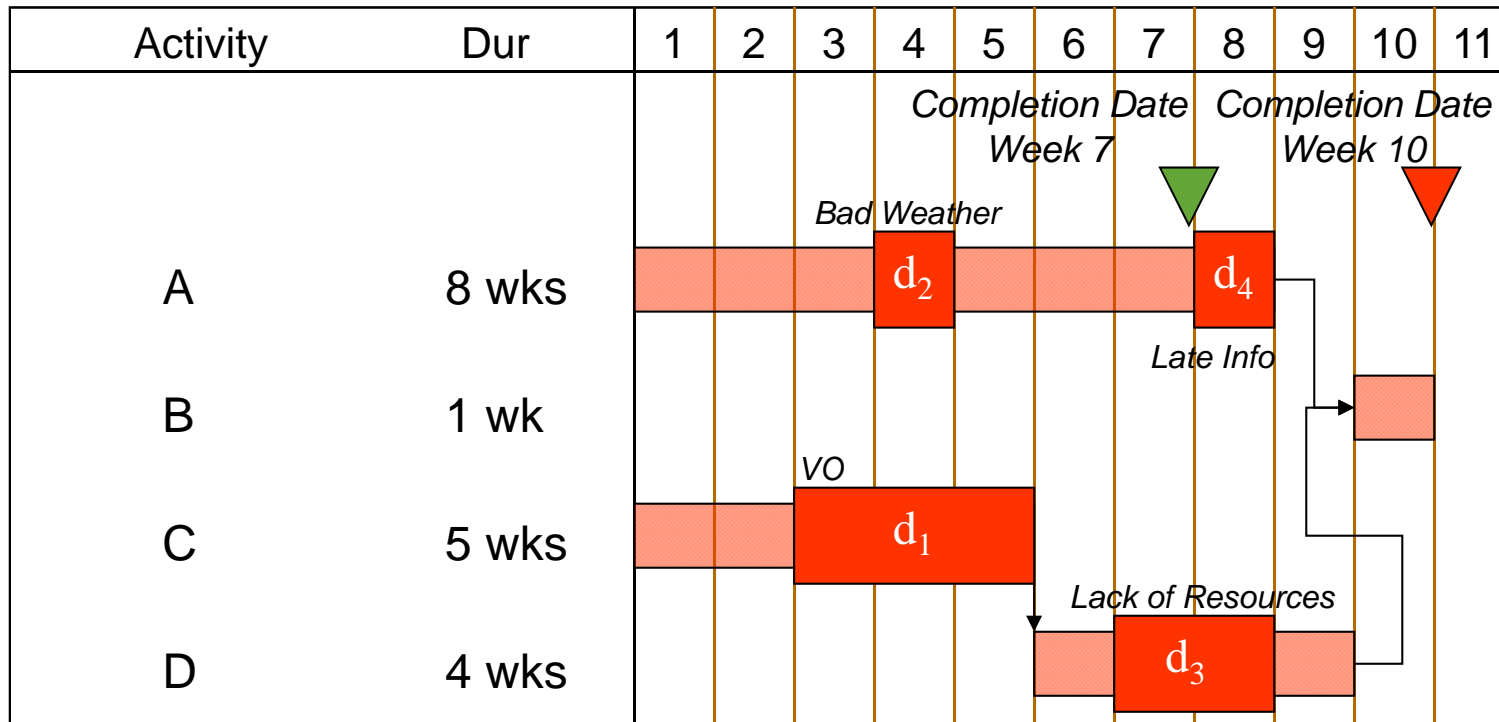 Activity Dur 1 2 3 4 5 6 7 8 9 10 11
Completion Date Completion Date
Week 7 Week 10
Bad Weather
A 8 wks d₂ d₄
Late Info
B 1 wk
VO
C 5 wks d₁
Lack of Resources
D 4 wks d₃